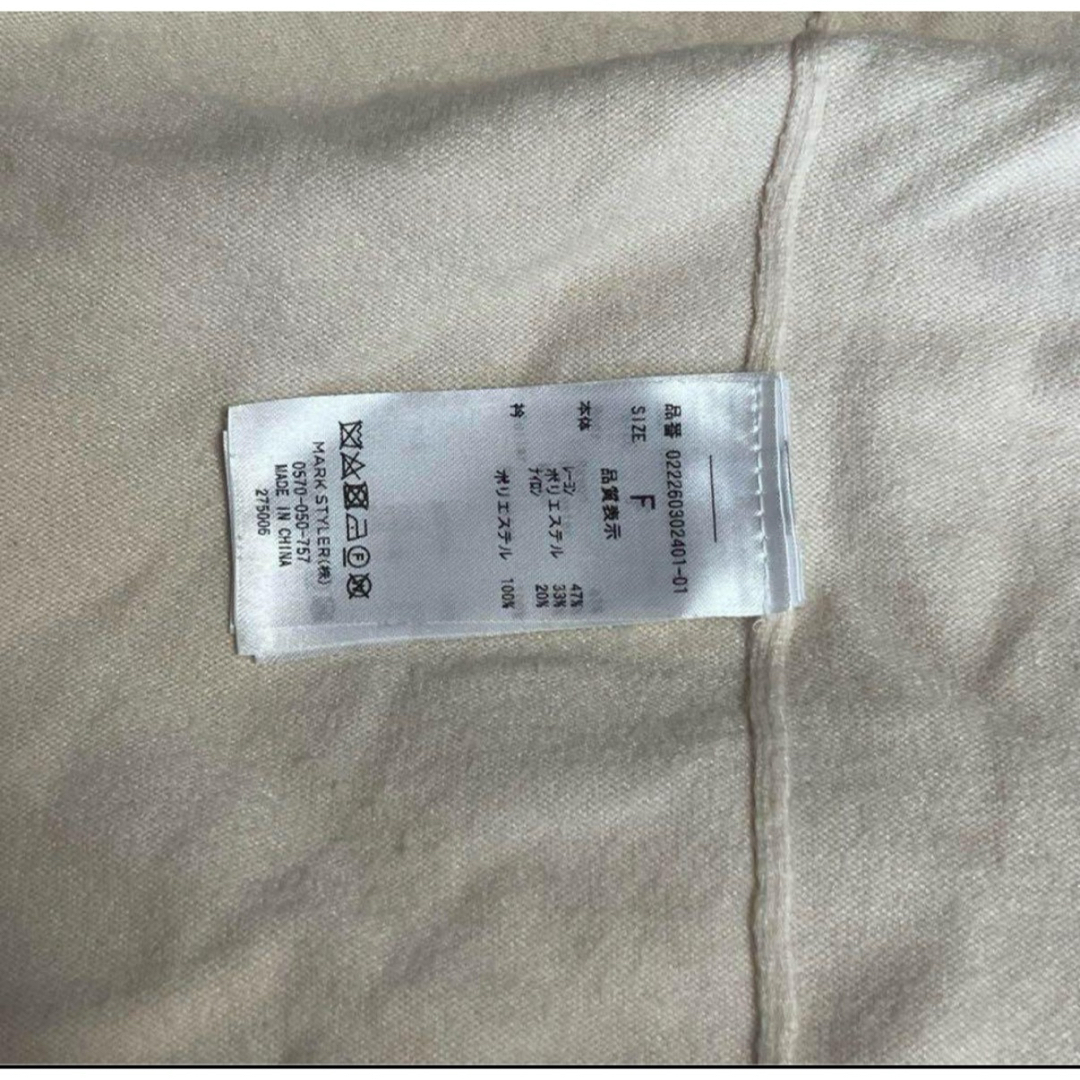 品番 022260302401-01
SIZE F
品質表示
本体 レーヨン 47%
ポリエステル 33%
ナイロン 20%
衿 ポリエステル 100%
F
MARK STYLER(株)
0570-050-757
MADE IN CHINA
275006